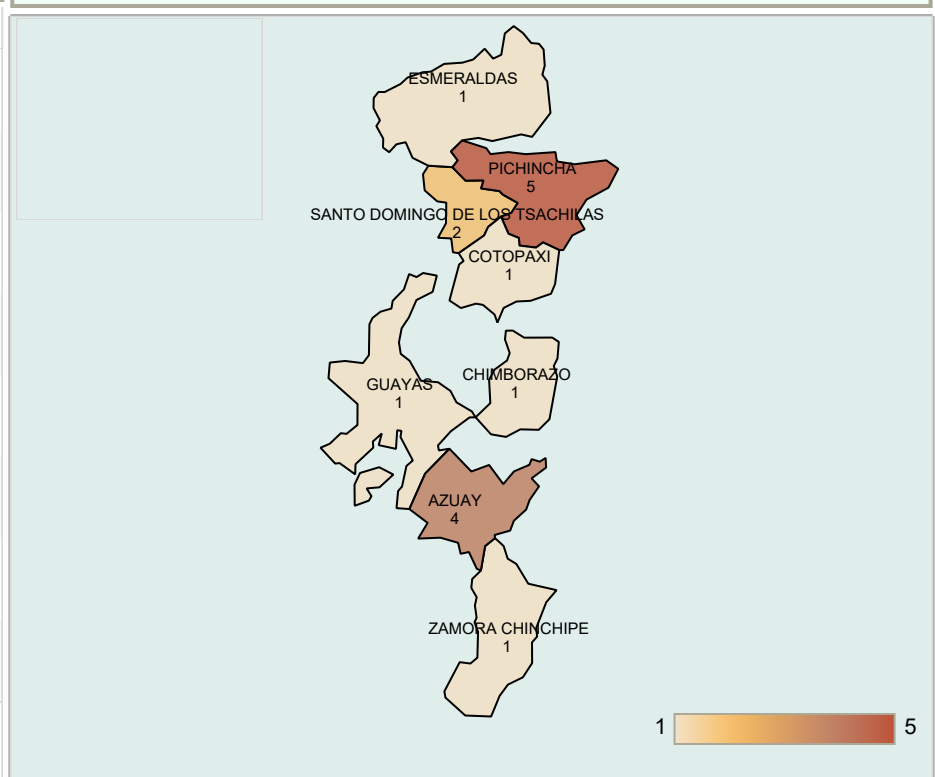 ESMERALDAS
1
PICHINCHA
5
SANTO DOMINGO DE LOS TSACHILAS
2
COTOPAXI
1
GUAYAS
1
CHIMBORAZO
1
AZUAY
4
ZAMORA CHINCHIPE
1
1 5